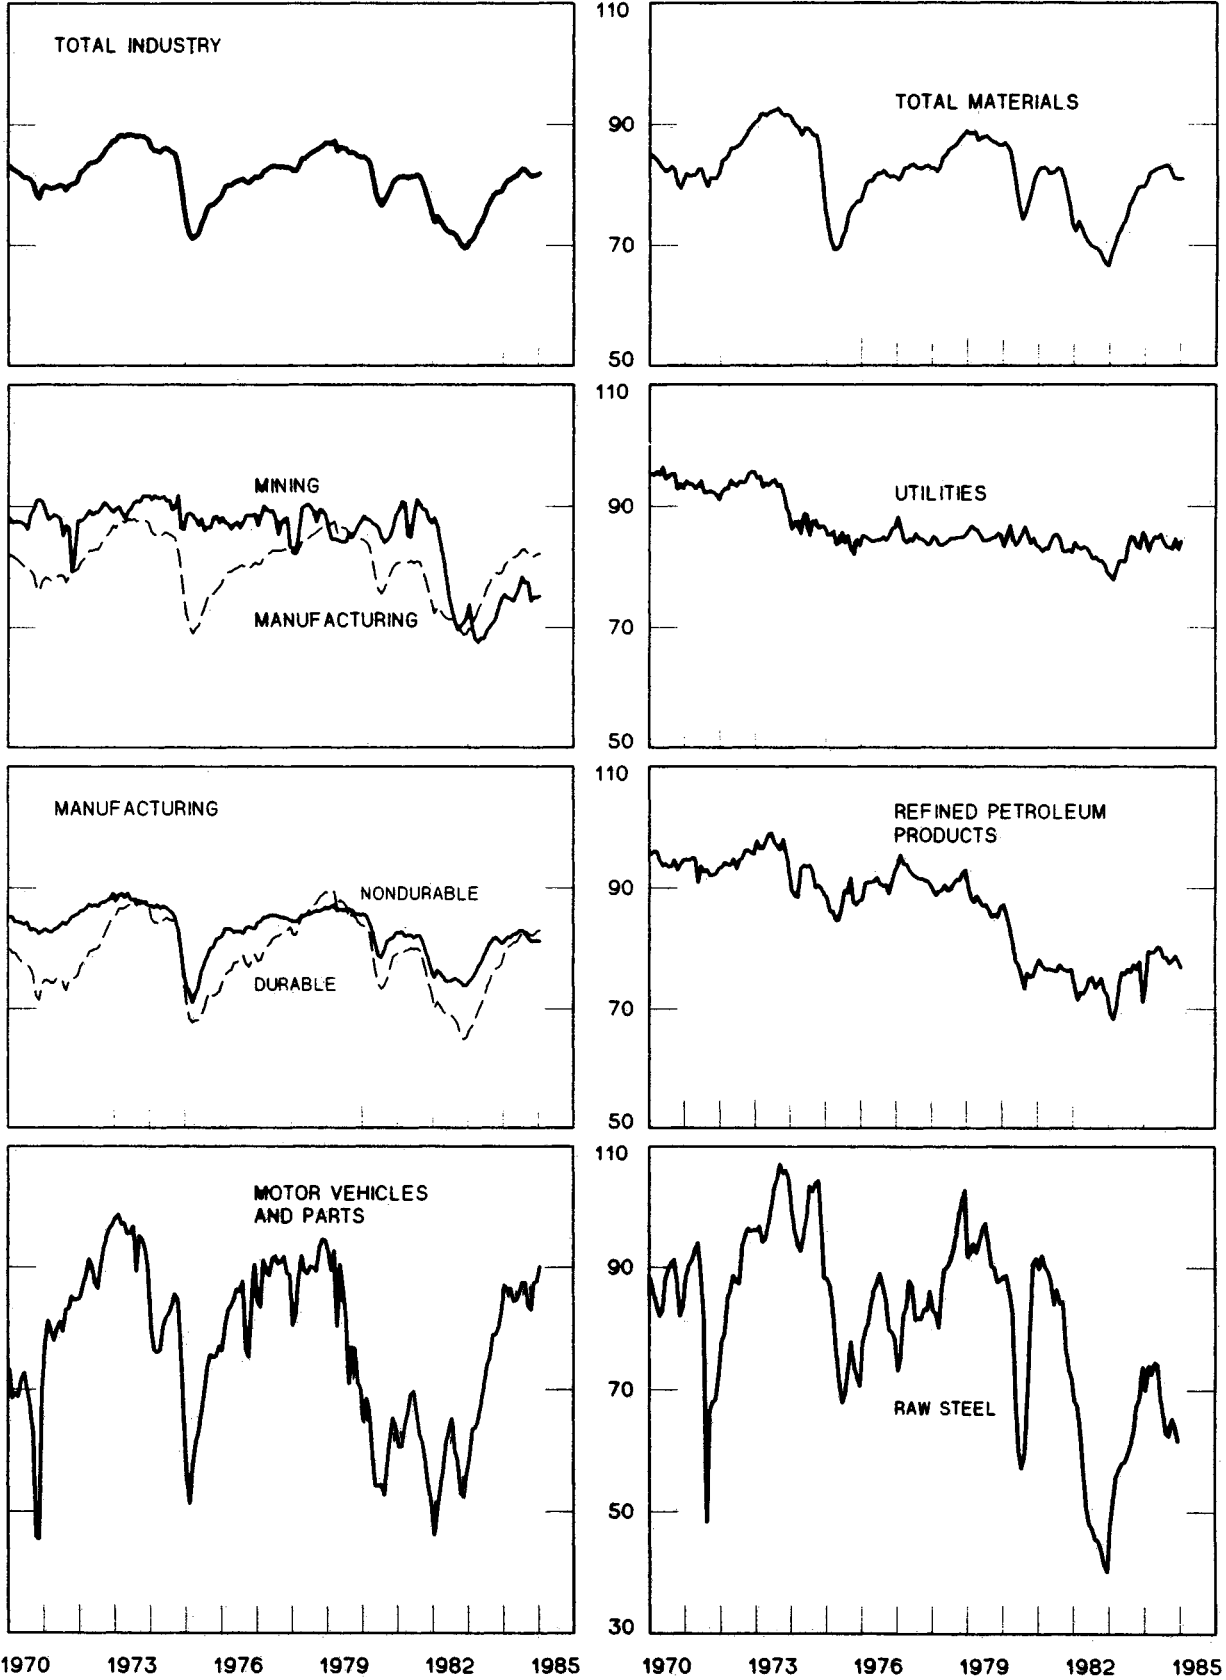 TOTAL INDUSTRY
110
TOTAL MATERIALS
90
70
50
MINING
MANUFACTURING
110
UTILITIES
90
70
50
MANUFACTURING
NONDURABLE
DURABLE
110
REFINED PETROLEUM
PRODUCTS
90
70
50
MOTOR VEHICLES
AND PARTS
110
90
70
RAW STEEL
50
30
1970 1973 1976 1979 1982 1985
1970 1973 1976 1979 1982 1985